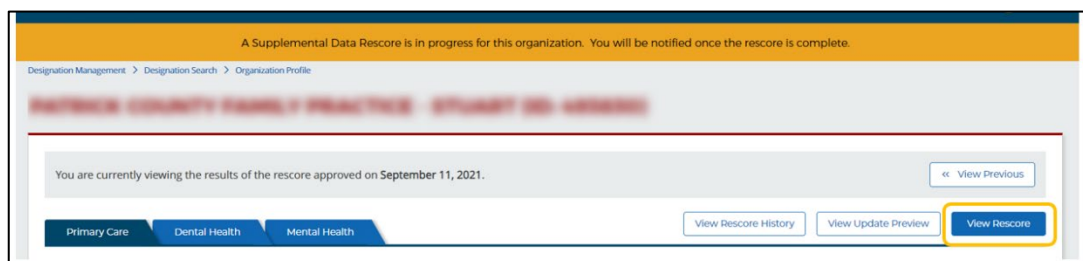 A Supplemental Data Rescore is in progress for this organization. You will be notified once the rescore is complete.
Designation Management > Designation Search > Organization Profile
You are currently viewing the results of the rescore approved on September 11, 2021.
« View Previous
Primary Care Dental Health Mental Health View Rescore History View Update Preview View Rescore